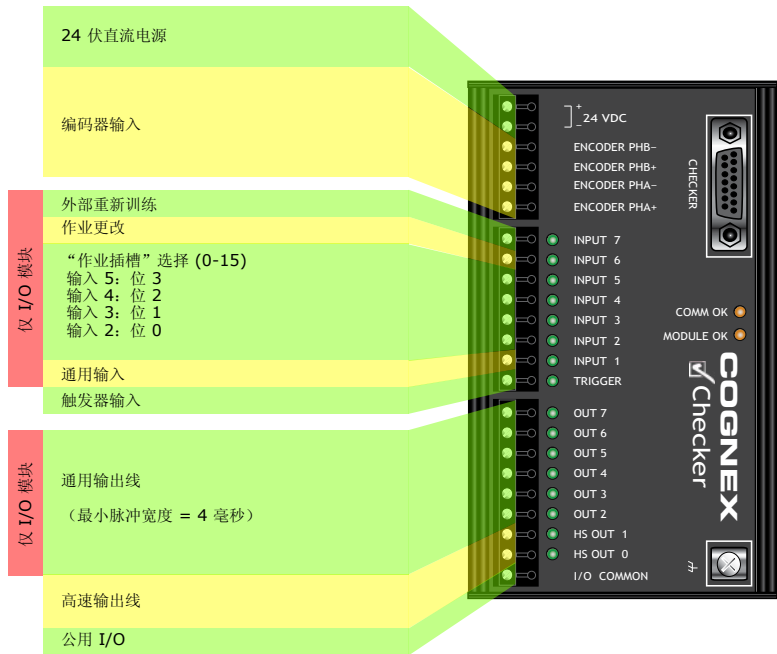 24 伏直流电源
编码器输入
仅 I/O 模块
外部重新训练
作业更改
“作业插槽”选择 (0-15)
输入 5：位 3
输入 4：位 2
输入 3：位 1
输入 2：位 0
通用输入
触发器输入
仅 I/O 模块
通用输出线
（最小脉冲宽度 = 4 毫秒）
高速输出线
公用 I/O
+
- 24 VDC
ENCODER PHB-
ENCODER PHB+
ENCODER PHA-
ENCODER PHA+
INPUT 7
INPUT 6
INPUT 5
INPUT 4
INPUT 3
INPUT 2
INPUT 1
TRIGGER
OUT 7
OUT 6
OUT 5
OUT 4
OUT 3
OUT 2
HS OUT 1
HS OUT 0
I/O COMMON
CHECKER
COMM OK
MODULE OK
COGNEX
Checker